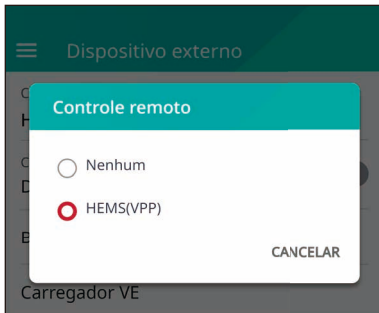 Dispositivo externo
Controle remoto
Nenhum
HEMS(VPP)
CANCELAR
Carregador VE